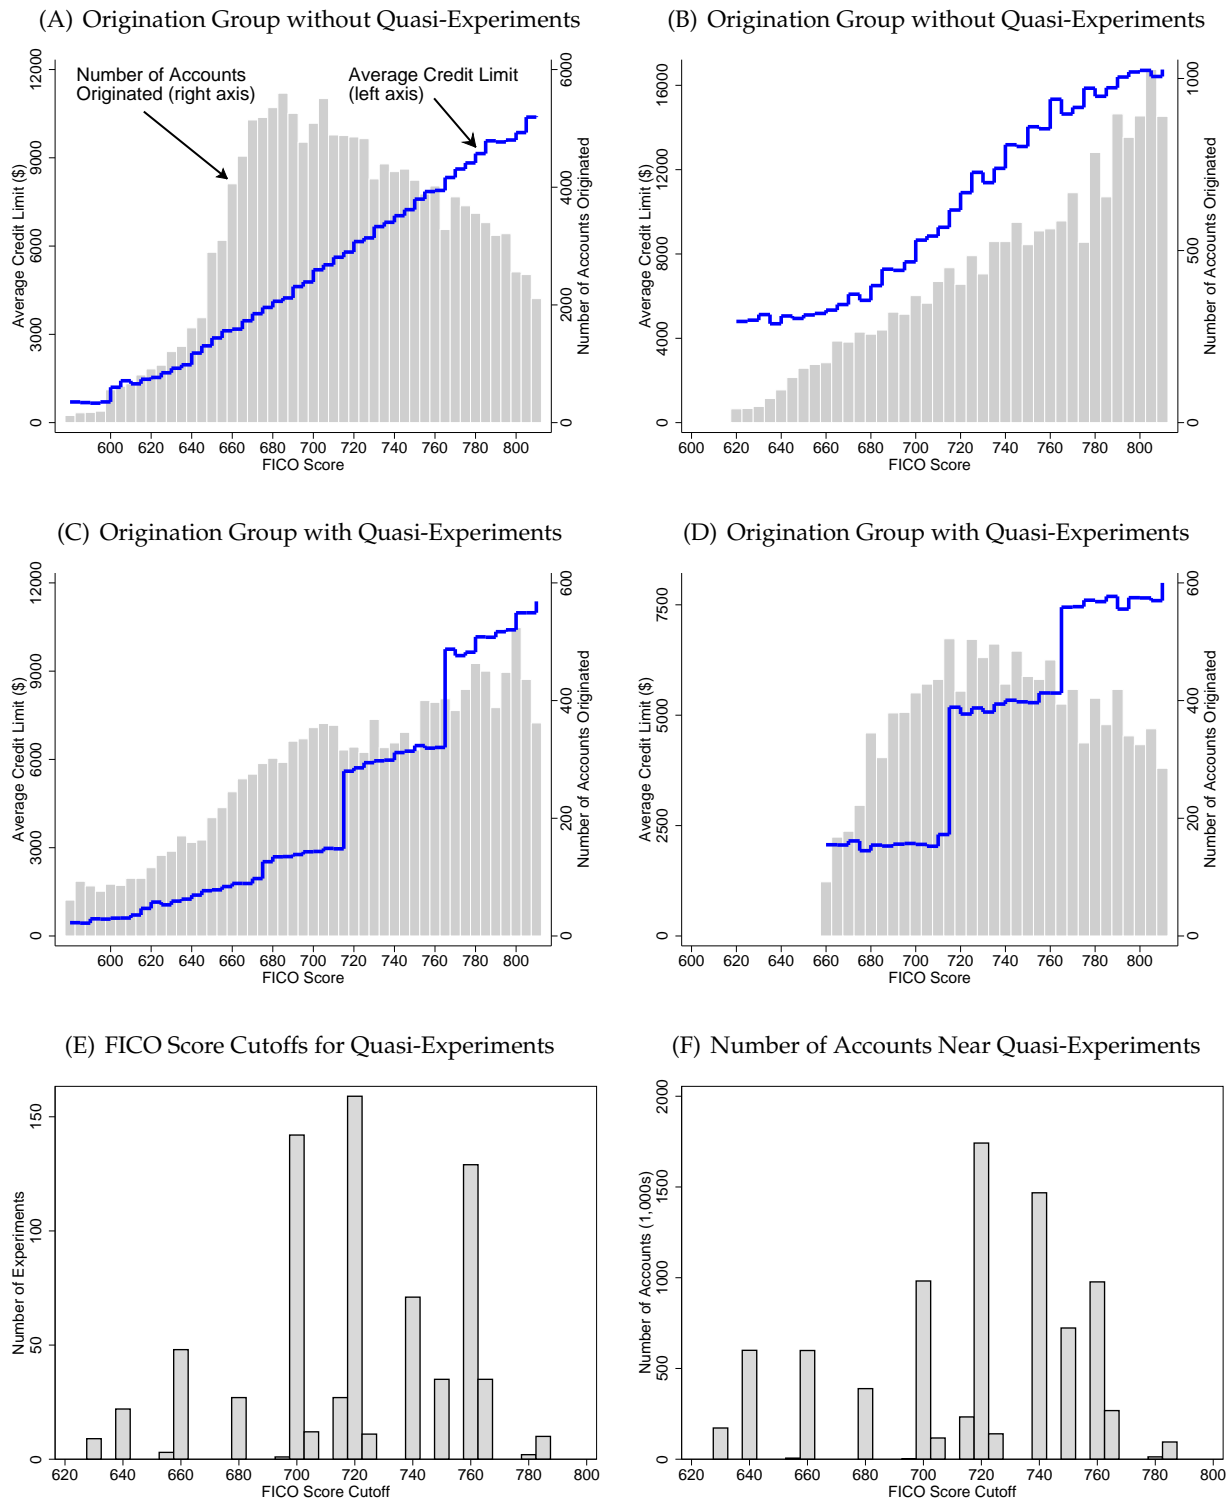 (A) Origination Group without Quasi-Experiments
Average Credit Limit ($)
0 3000 6000 9000 12000
Number of Accounts
Originated (right axis)
Average Credit Limit
(left axis)
0 2000 4000 6000
Number of Accounts Originated
600 620 640 660 680 700 720 740 760 780 800
FICO Score
(B) Origination Group without Quasi-Experiments
Average Credit Limit ($)
0 4000 8000 12000 16000
0 500 1000
Number of Accounts Originated
600 620 640 660 680 700 720 740 760 780 800
FICO Score
(C) Origination Group with Quasi-Experiments
Average Credit Limit ($)
0 3000 6000 9000 12000
0 200 400 600
Number of Accounts Originated
600 620 640 660 680 700 720 740 760 780 800
FICO Score
(D) Origination Group with Quasi-Experiments
Average Credit Limit ($)
0 2500 5000 7500
0 200 400 600
Number of Accounts Originated
600 620 640 660 680 700 720 740 760 780 800
FICO Score
(E) FICO Score Cutoffs for Quasi-Experiments
Number of Experiments
0 50 100 150
620 640 660 680 700 720 740 760 780 800
FICO Score Cutoff
(F) Number of Accounts Near Quasi-Experiments
Number of Accounts (1,000s)
0 500 1000 1500 2000
620 640 660 680 700 720 740 760 780 800
FICO Score Cutoff